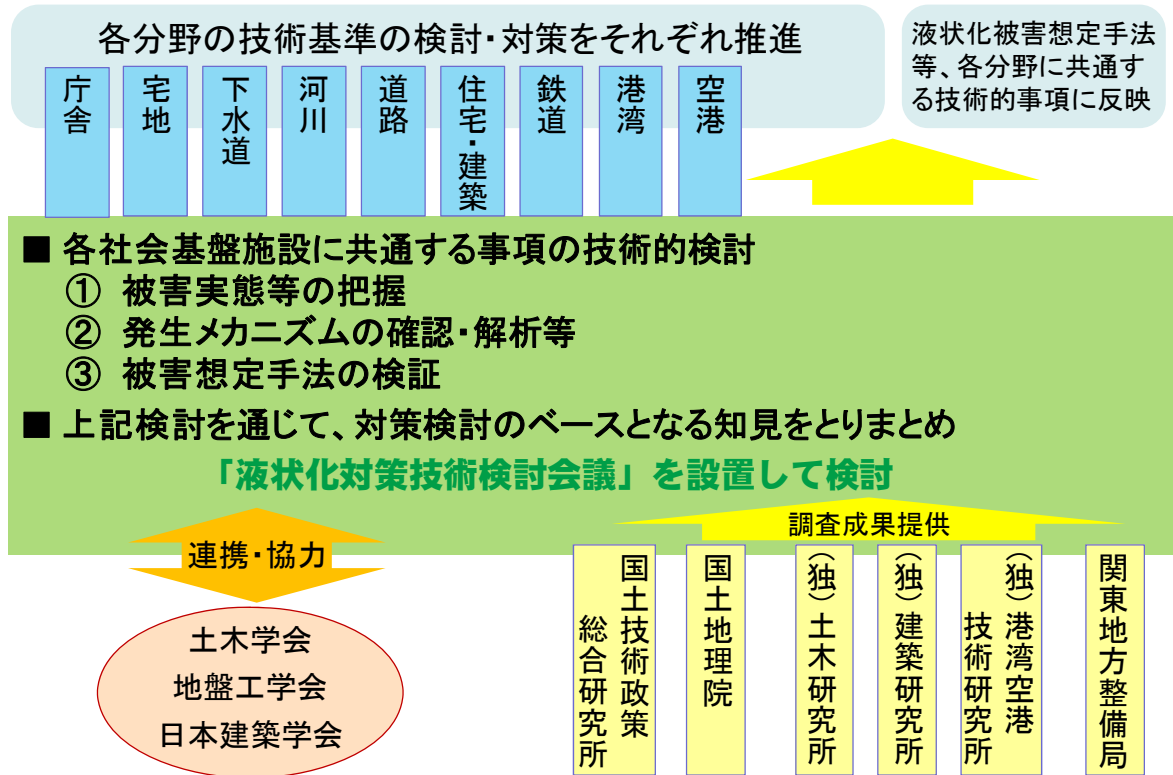 各分野の技術基準の検討・対策をそれぞれ推進
液状化被害想定手法
等、各分野に共通す
る技術的事項に反映
庁舎
宅地
下水道
河川
道路
住宅・建築
鉄道
港湾
空港
■ 各社会基盤施設に共通する事項の技術的検討
① 被害実態等の把握
② 発生メカニズムの確認・解析等
③ 被害想定手法の検証
■ 上記検討を通じて、対策検討のベースとなる知見をとりまとめ
「液状化対策技術検討会議」を設置して検討
連携・協力
調査成果提供
土木学会
地盤工学会
日本建築学会
国土技術政策
総合研究所
国土地理院
(独)土木研究所
(独)建築研究所
(独)港湾空港
技術研究所
関東地方整備局